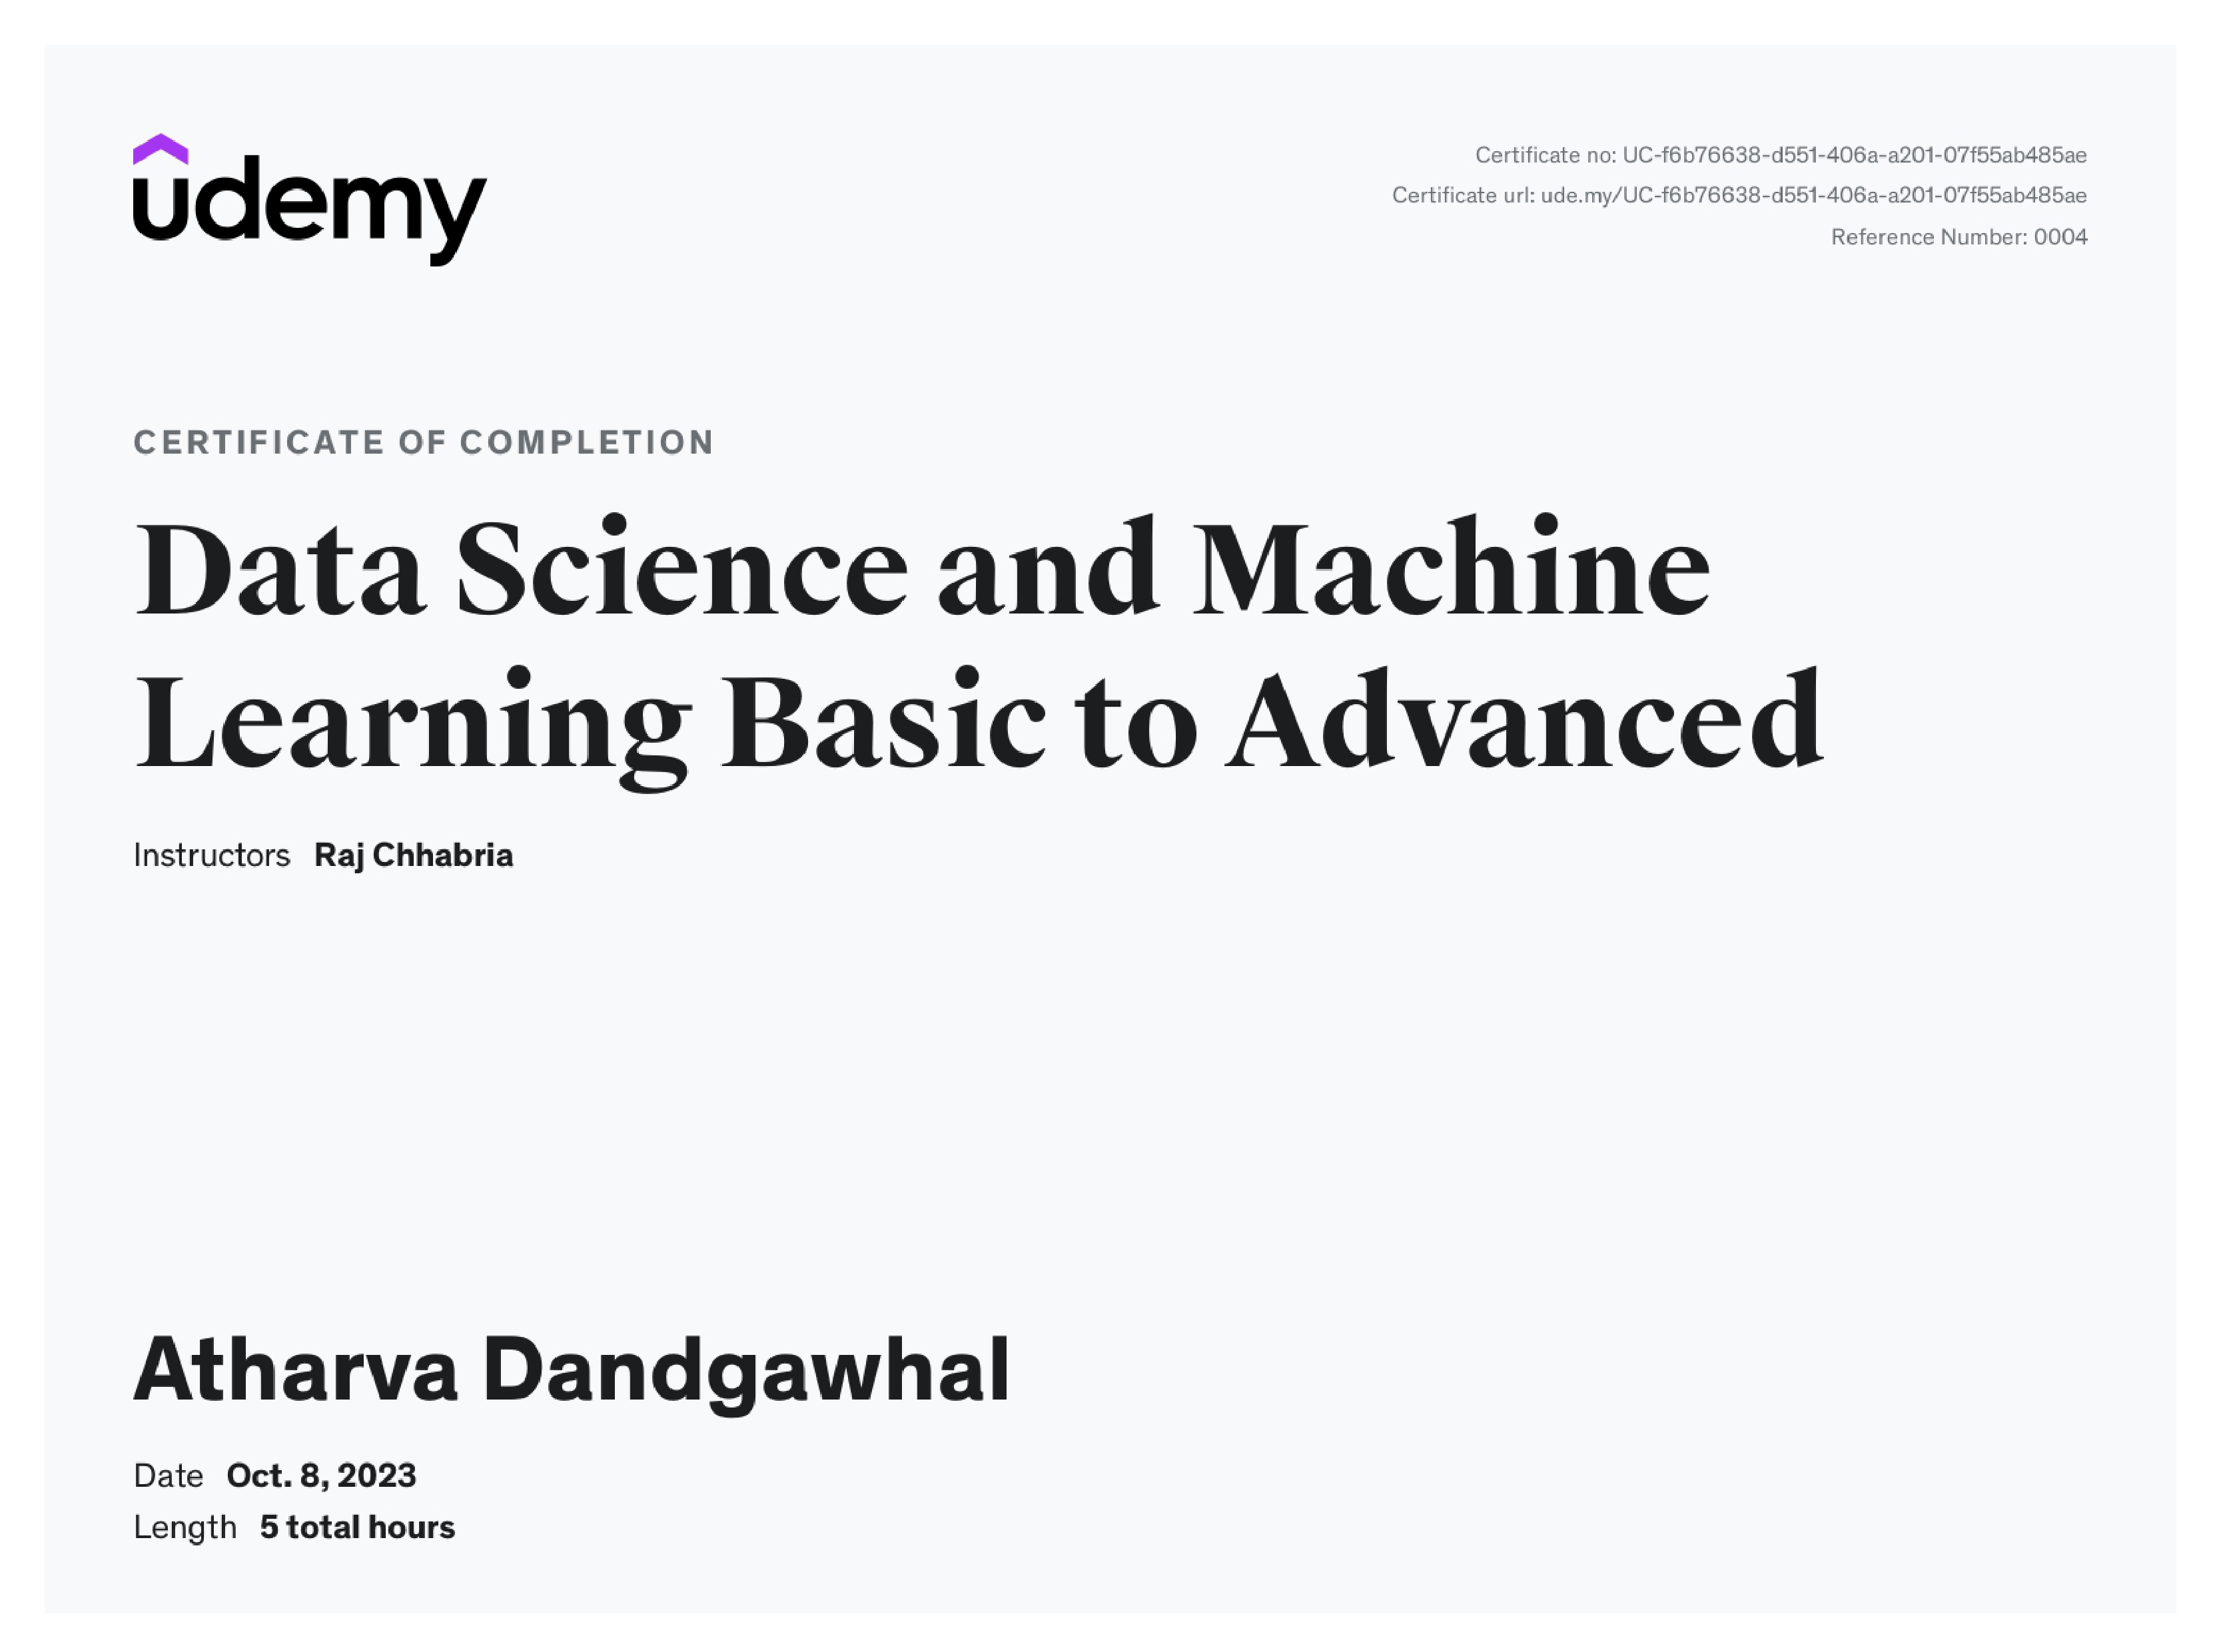 udemy
Certificate no: UC-f6b76638-d551-406a-a201-07f55ab485ae
Certificate url: ude.my/UC-f6b76638-d551-406a-a201-07f55ab485ae
Reference Number: 0004
CERTIFICATE OF COMPLETION
Data Science and Machine
Learning Basic to Advanced
Instructors Raj Chhabria
Atharva Dandgawhal
Date Oct. 8, 2023
Length 5 total hours